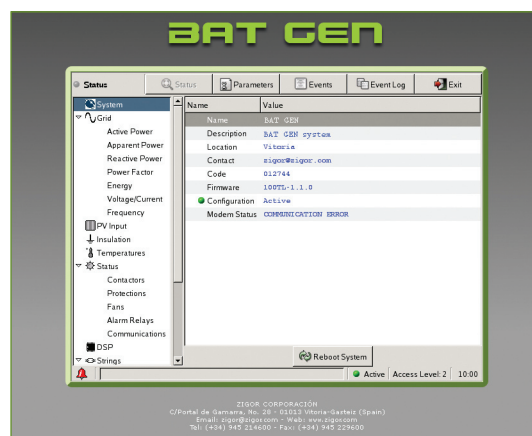 BAT GEN
Status
Status
Parameters
Events
Event Log
Exit
System
Grid
Active Power
Apparent Power
Reactive Power
Power Factor
Energy
Voltage/Current
Frequency
PV Input
Insulation
Temperatures
Status
Contactors
Protections
Fans
Alarm Relays
Communications
DSP
Strings
Name Value
Name BAT GEN
Description BAT GEN system
Location Vitoria
Contact zigor@zigor.com
Code 012744
Firmware 100TL-1.1.0
Configuration Active
Modem Status COMMUNICATION ERROR
Reboot System
Active Access Level: 2 10:00
ZIGOR CORPORACIÓN
C/Portal de Gamarra, No. 28 - 01013 Vitoria-Gasteiz (Spain)
Email: zigor@zigor.com - Web: www.zigor.com
Tel: (+34) 945 214600 - Fax: (+34) 945 229600